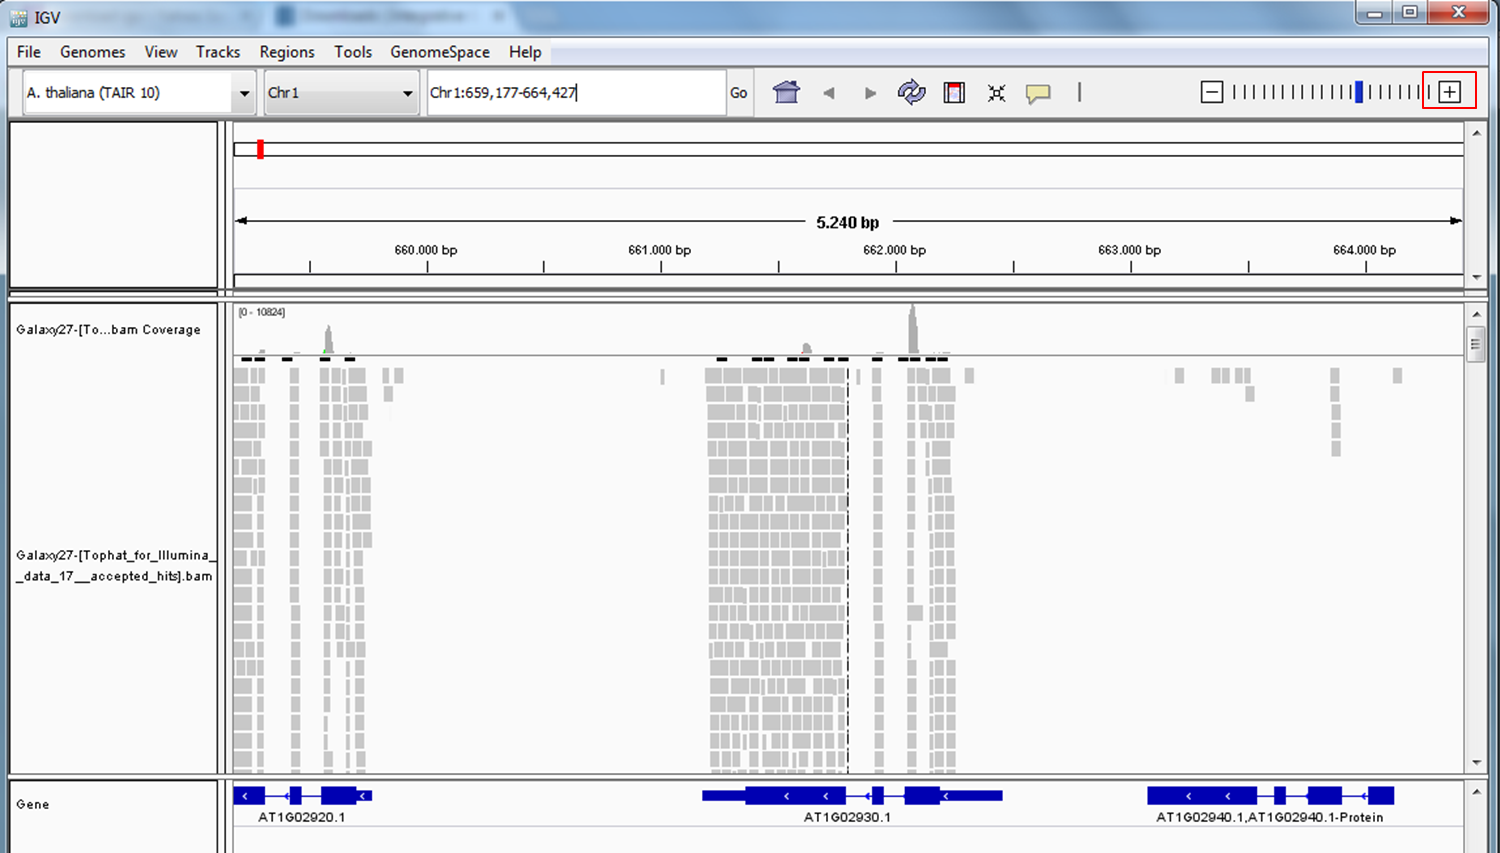 IGV
File Genomes View Tracks Regions Tools GenomeSpace Help
A. thaliana (TAIR 10) Chr1 Chr1:659,177-664,427 Go
5.240 bp
660.000 bp 661.000 bp 662.000 bp 663.000 bp 664.000 bp
[0 - 10824]
Galaxy27-[To...bam Coverage
Galaxy27-[Tophat_for_Illumina_
_data_17__accepted_hits].bam
Gene
AT1G02920.1 AT1G02930.1 AT1G02940.1,AT1G02940.1-Protein